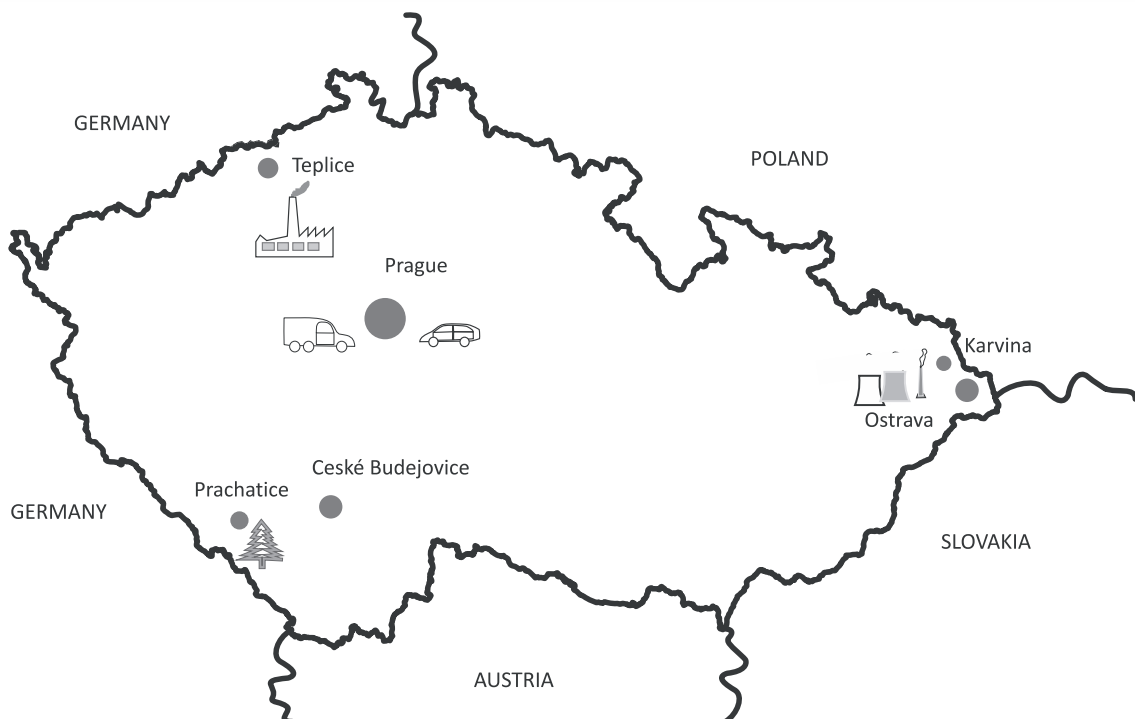 GERMANY
POLAND
Teplice
Prague
Karvina
Ostrava
Ceské Budejovice
Prachatice
GERMANY
SLOVAKIA
AUSTRIA